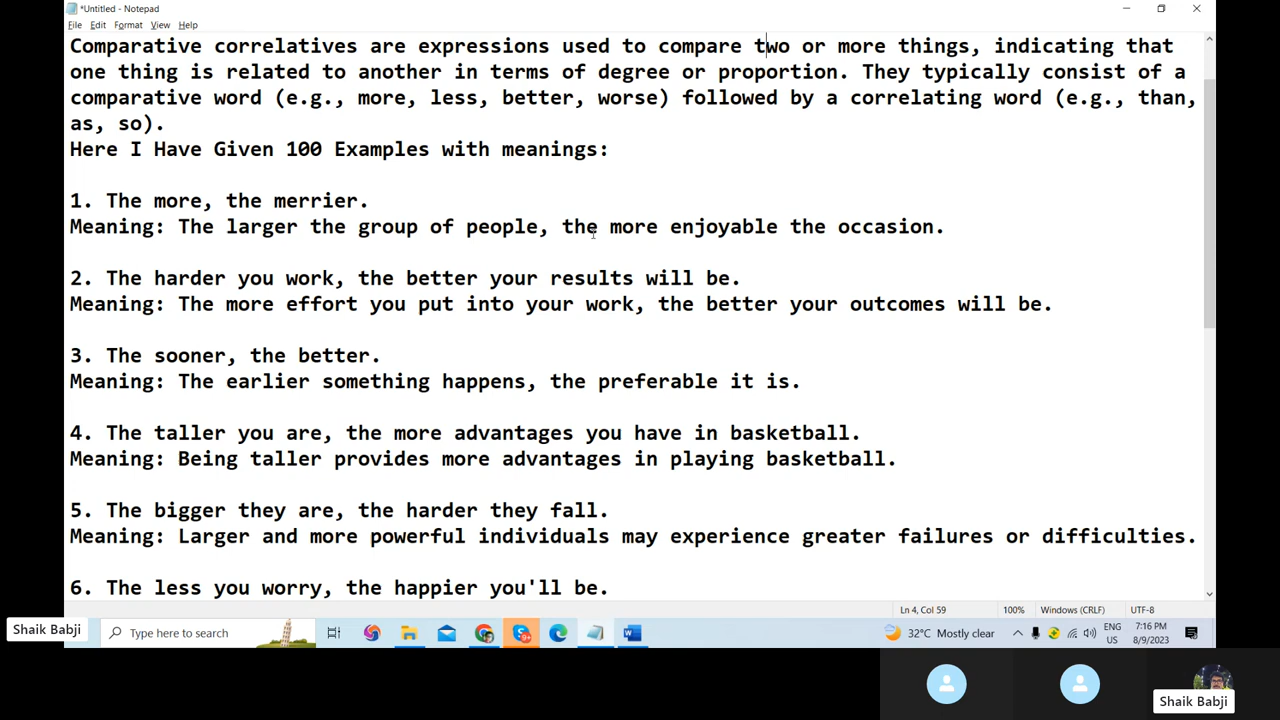 *Untitled - Notepad
File Edit Format View Help
Comparative correlatives are expressions used to compare two or more things, indicating that
one thing is related to another in terms of degree or proportion. They typically consist of a
comparative word (e.g., more, less, better, worse) followed by a correlating word (e.g., than,
as, so).
Here I Have Given 100 Examples with meanings:
1. The more, the merrier.
Meaning: The larger the group of people, the more enjoyable the occasion.
2. The harder you work, the better your results will be.
Meaning: The more effort you put into your work, the better your outcomes will be.
3. The sooner, the better.
Meaning: The earlier something happens, the preferable it is.
4. The taller you are, the more advantages you have in basketball.
Meaning: Being taller provides more advantages in playing basketball.
5. The bigger they are, the harder they fall.
Meaning: Larger and more powerful individuals may experience greater failures or difficulties.
6. The less you worry, the happier you'll be.
Ln 4, Col 59 100% Windows (CRLF) UTF-8
Shaik Babji
Type here to search
32°C Mostly clear
ENG
US
7:16 PM
8/9/2023
Shaik Babji